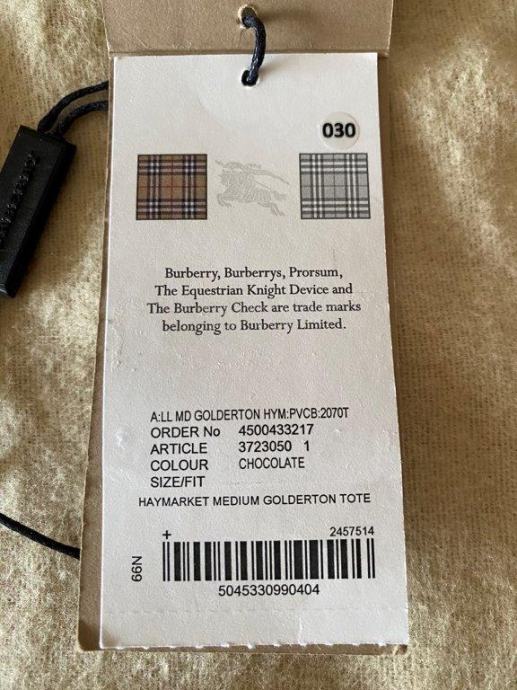 030
Burberry, Burberrys, Prorsum,
The Equestrian Knight Device and
The Burberry Check are trade marks
belonging to Burberry Limited.
A:LL MD GOLDERTON HYM:PVCB:2070T
ORDER No 4500433217
ARTICLE 3723050 1
COLOUR CHOCOLATE
SIZE/FIT
HAYMARKET MEDIUM GOLDERTON TOTE
+ 2457514
N99
5045330990404